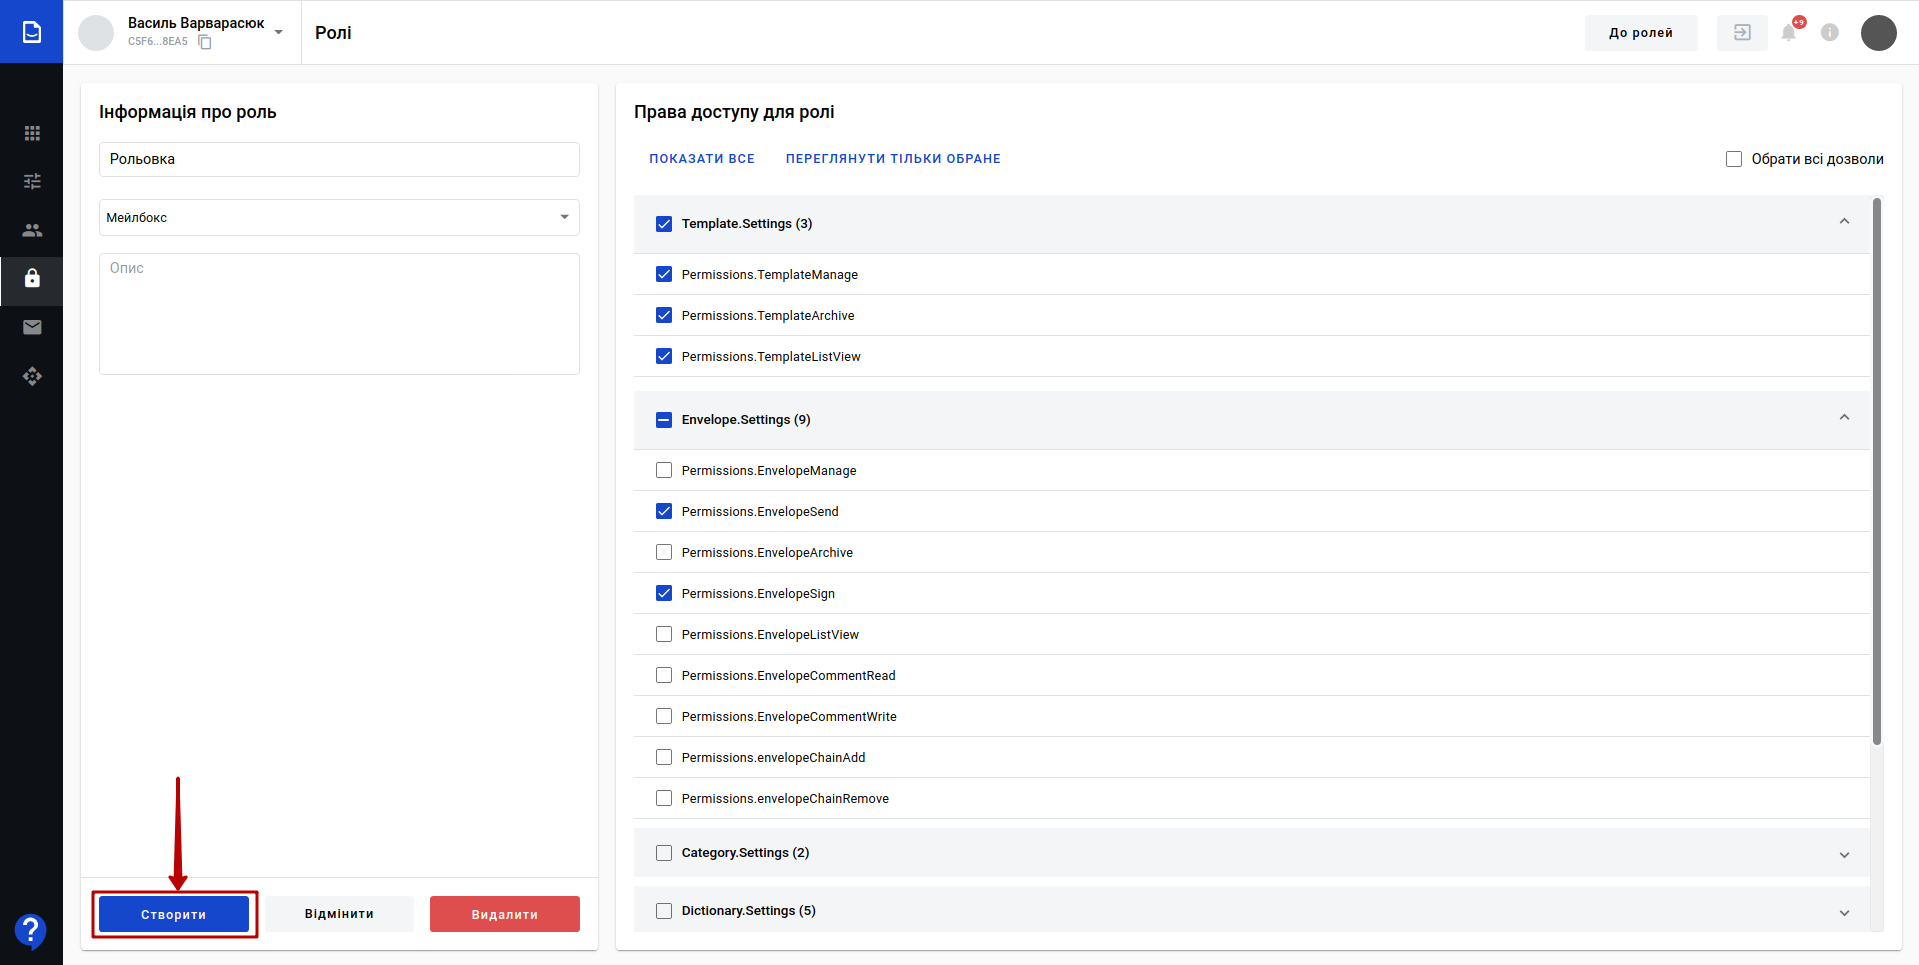 Василь Варварасюк
C5F6...8EA5
Ролі
До ролей
+9
Інформація про роль
Рольовка
Мейлбокс
Опис
Створити
Відмінити
Видалити
Права доступу для ролі
ПОКАЗАТИ ВСЕ
ПЕРЕГЛЯНУТИ ТІЛЬКИ ОБРАНЕ
Обрати всі дозволи
Template.Settings (3)
Permissions.TemplateManage
Permissions.TemplateArchive
Permissions.TemplateListView
Envelope.Settings (9)
Permissions.EnvelopeManage
Permissions.EnvelopeSend
Permissions.EnvelopeArchive
Permissions.EnvelopeSign
Permissions.EnvelopeListView
Permissions.EnvelopeCommentRead
Permissions.EnvelopeCommentWrite
Permissions.envelopeChainAdd
Permissions.envelopeChainRemove
Category.Settings (2)
Dictionary.Settings (5)